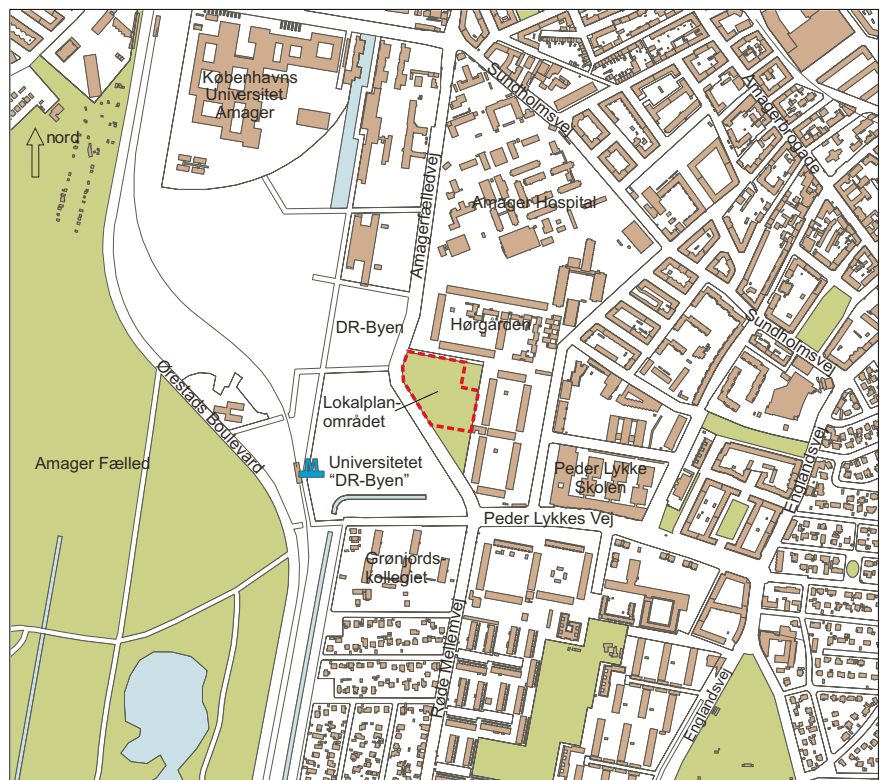 Københavns
Universitet
Amager
nord
Sundholmsvej
Amagerbrogade
Amager Hospital
Amagerfælledvej
DR-Byen
Hørgården
Sundholmsvej
Ørestads Boulevard
Lokalplan-
området
Amager Fælled
Universitetet
"DR-Byen"
Peder Lykke
Skolen
Englandsvej
Peder Lykkes Vej
Grønjords-
kollegiet
Røde Mellemvej
Englandsvej